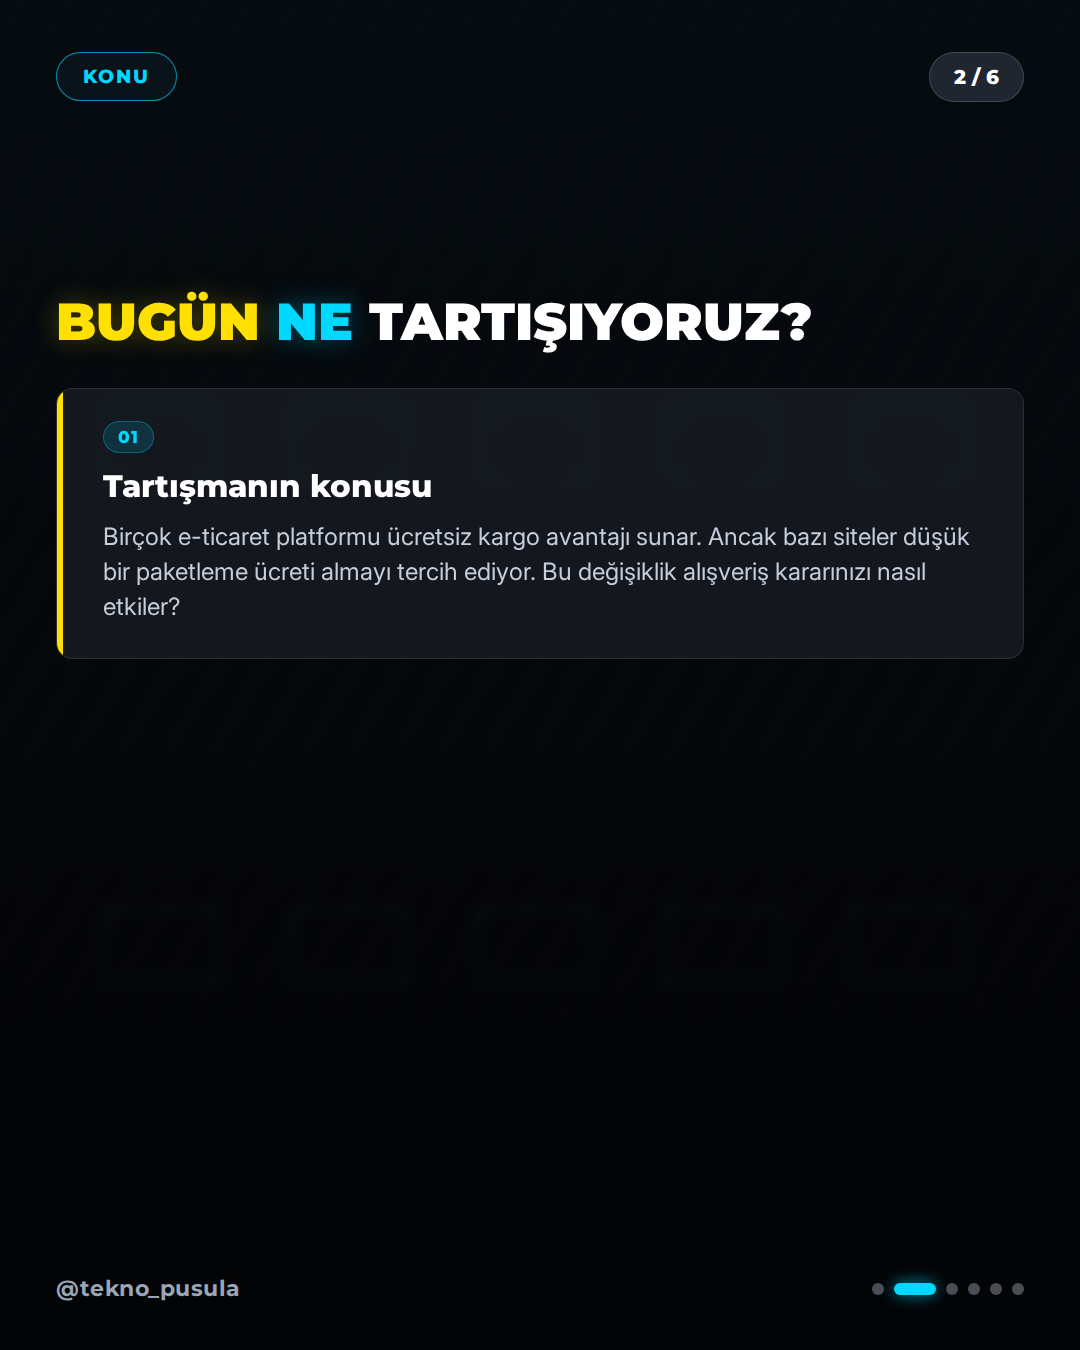 KONU
2 / 6
BUGÜN NE TARTIŞIYORUZ?
01
Tartışmanın konusu
Birçok e-ticaret platformu ücretsiz kargo avantajı sunar. Ancak bazı siteler düşük
bir paketleme ücreti almayı tercih ediyor. Bu değişiklik alışveriş kararınızı nasıl
etkiler?
@tekno_pusula